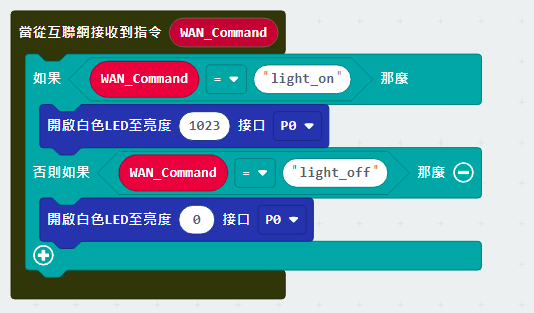 當從互聯網接收到指令 WAN_Command
如果 WAN_Command = "light_on" 那麼
開啟白色LED至亮度 1023 接口 P0
否則如果 WAN_Command = "light_off" 那麼
開啟白色LED至亮度 0 接口 P0